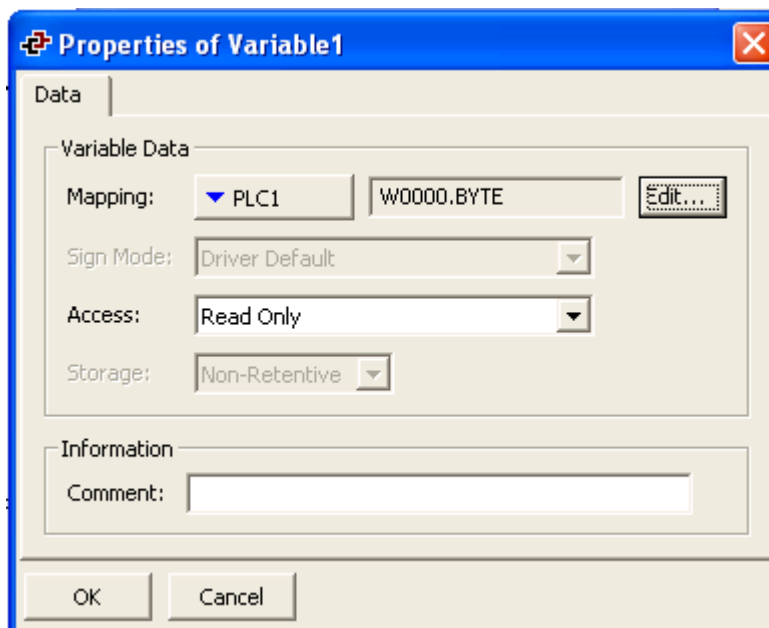 Properties of Variable1
Data
Variable Data
Mapping: PLC1 W0000.BYTE Edit...
Sign Mode: Driver Default
Access: Read Only
Storage: Non-Retentive
Information
Comment:
OK Cancel